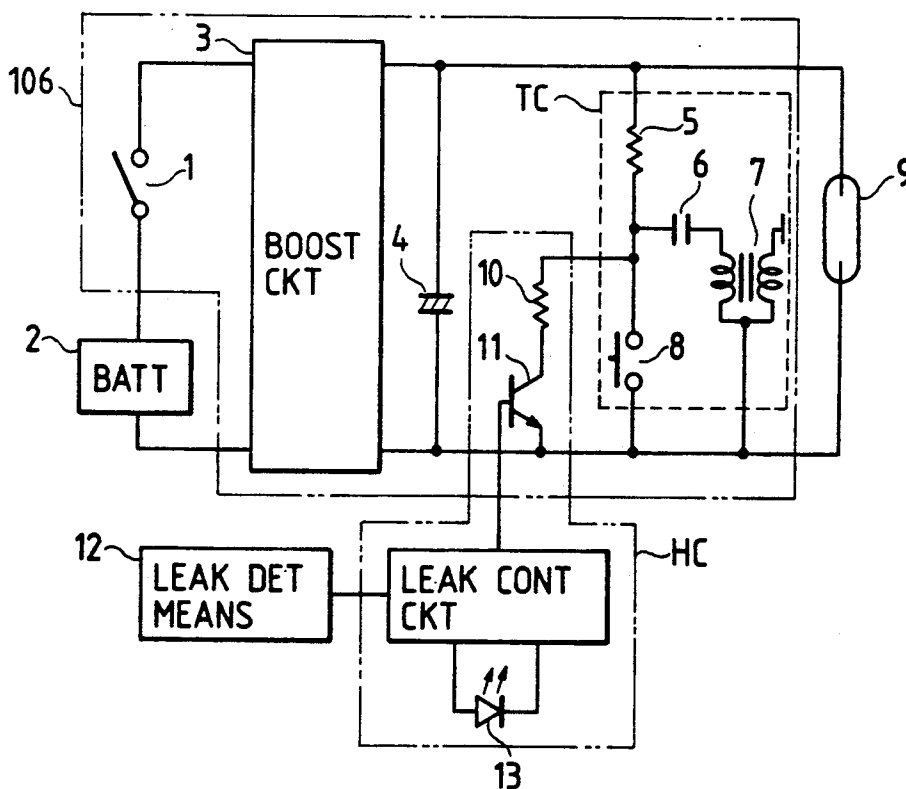 3
106
TC
5
1
6
7
9
BOOST
CKT
4
10
2
8
BATT
11
12
HC
LEAK DET
MEANS
LEAK CONT
CKT
13